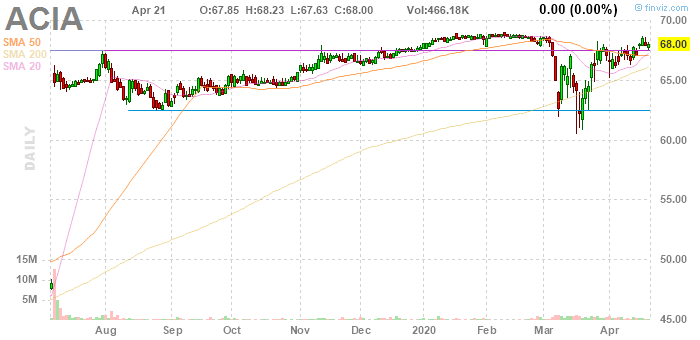 ACIA Apr 21 O:67.85 H:68.23 L:67.63 C:68.00 Vol:466.18K 0.00 (0.00%) © finviz.com
SMA 50
SMA 200
SMA 20
70.00
68.00
65.00
60.00
55.00
50.00
45.00
DAILY
15M
10M
5M
Aug Sep Oct Nov Dec 2020 Feb Mar Apr